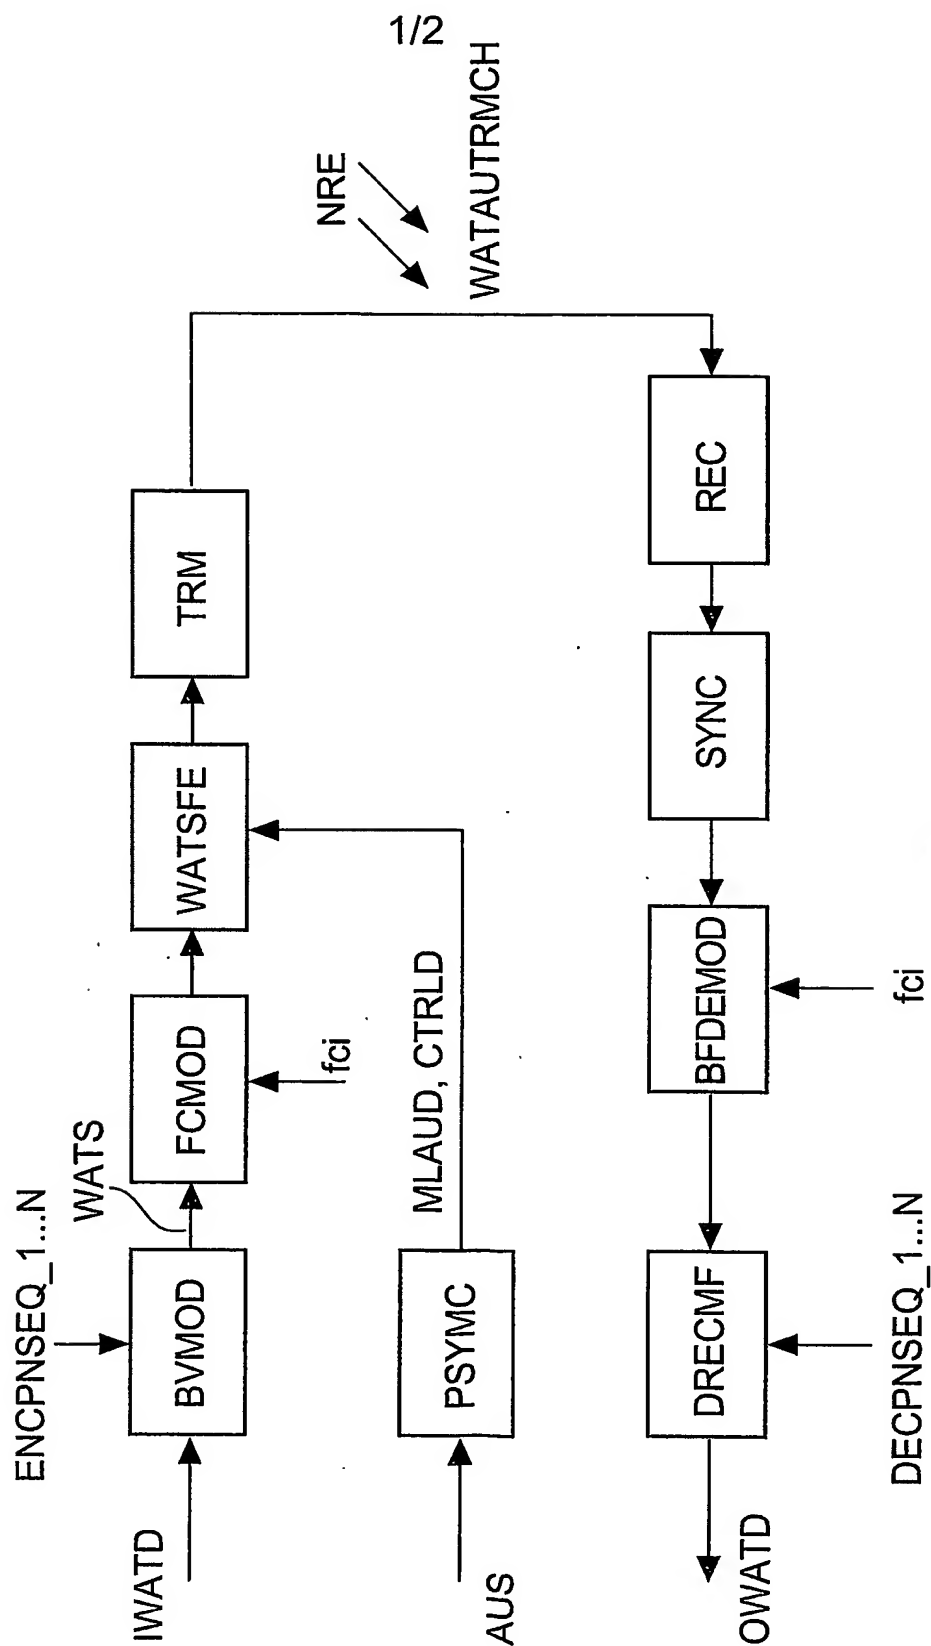 1/2
ENCPNSEQ_1...N
IWATD
BVMOD
WATS
FCMOD
fci
WATSFE
TRM
NRE
WATAUTRMCH
AUS
PSYMC
MLAUD, CTRLD
REC
SYNC
BFDEMOD
fci
DRECMF
DECPNSEQ_1...N
OWATD